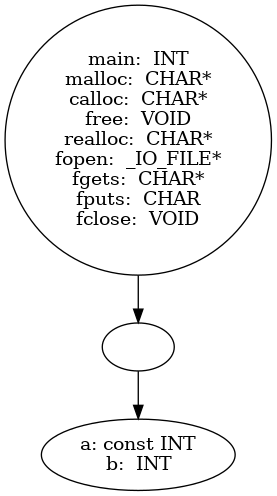 main: INT
malloc: CHAR*
calloc: CHAR*
free: VOID
realloc: CHAR*
fopen: _IO_FILE*
fgets: CHAR*
fputs: CHAR
fclose: VOID
a: const INT
b: INT